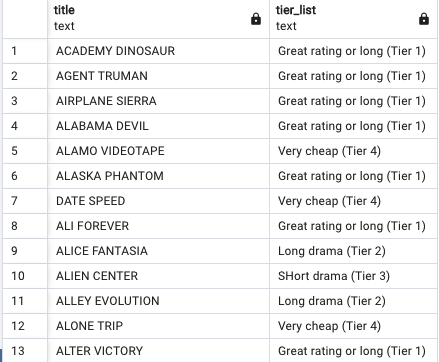 title tier_list
text text
1 ACADEMY DINOSAUR Great rating or long (Tier 1)
2 AGENT TRUMAN Great rating or long (Tier 1)
3 AIRPLANE SIERRA Great rating or long (Tier 1)
4 ALABAMA DEVIL Great rating or long (Tier 1)
5 ALAMO VIDEOTAPE Very cheap (Tier 4)
6 ALASKA PHANTOM Great rating or long (Tier 1)
7 DATE SPEED Very cheap (Tier 4)
8 ALI FOREVER Great rating or long (Tier 1)
9 ALICE FANTASIA Long drama (Tier 2)
10 ALIEN CENTER SHort drama (Tier 3)
11 ALLEY EVOLUTION Long drama (Tier 2)
12 ALONE TRIP Very cheap (Tier 4)
13 ALTER VICTORY Great rating or long (Tier 1)